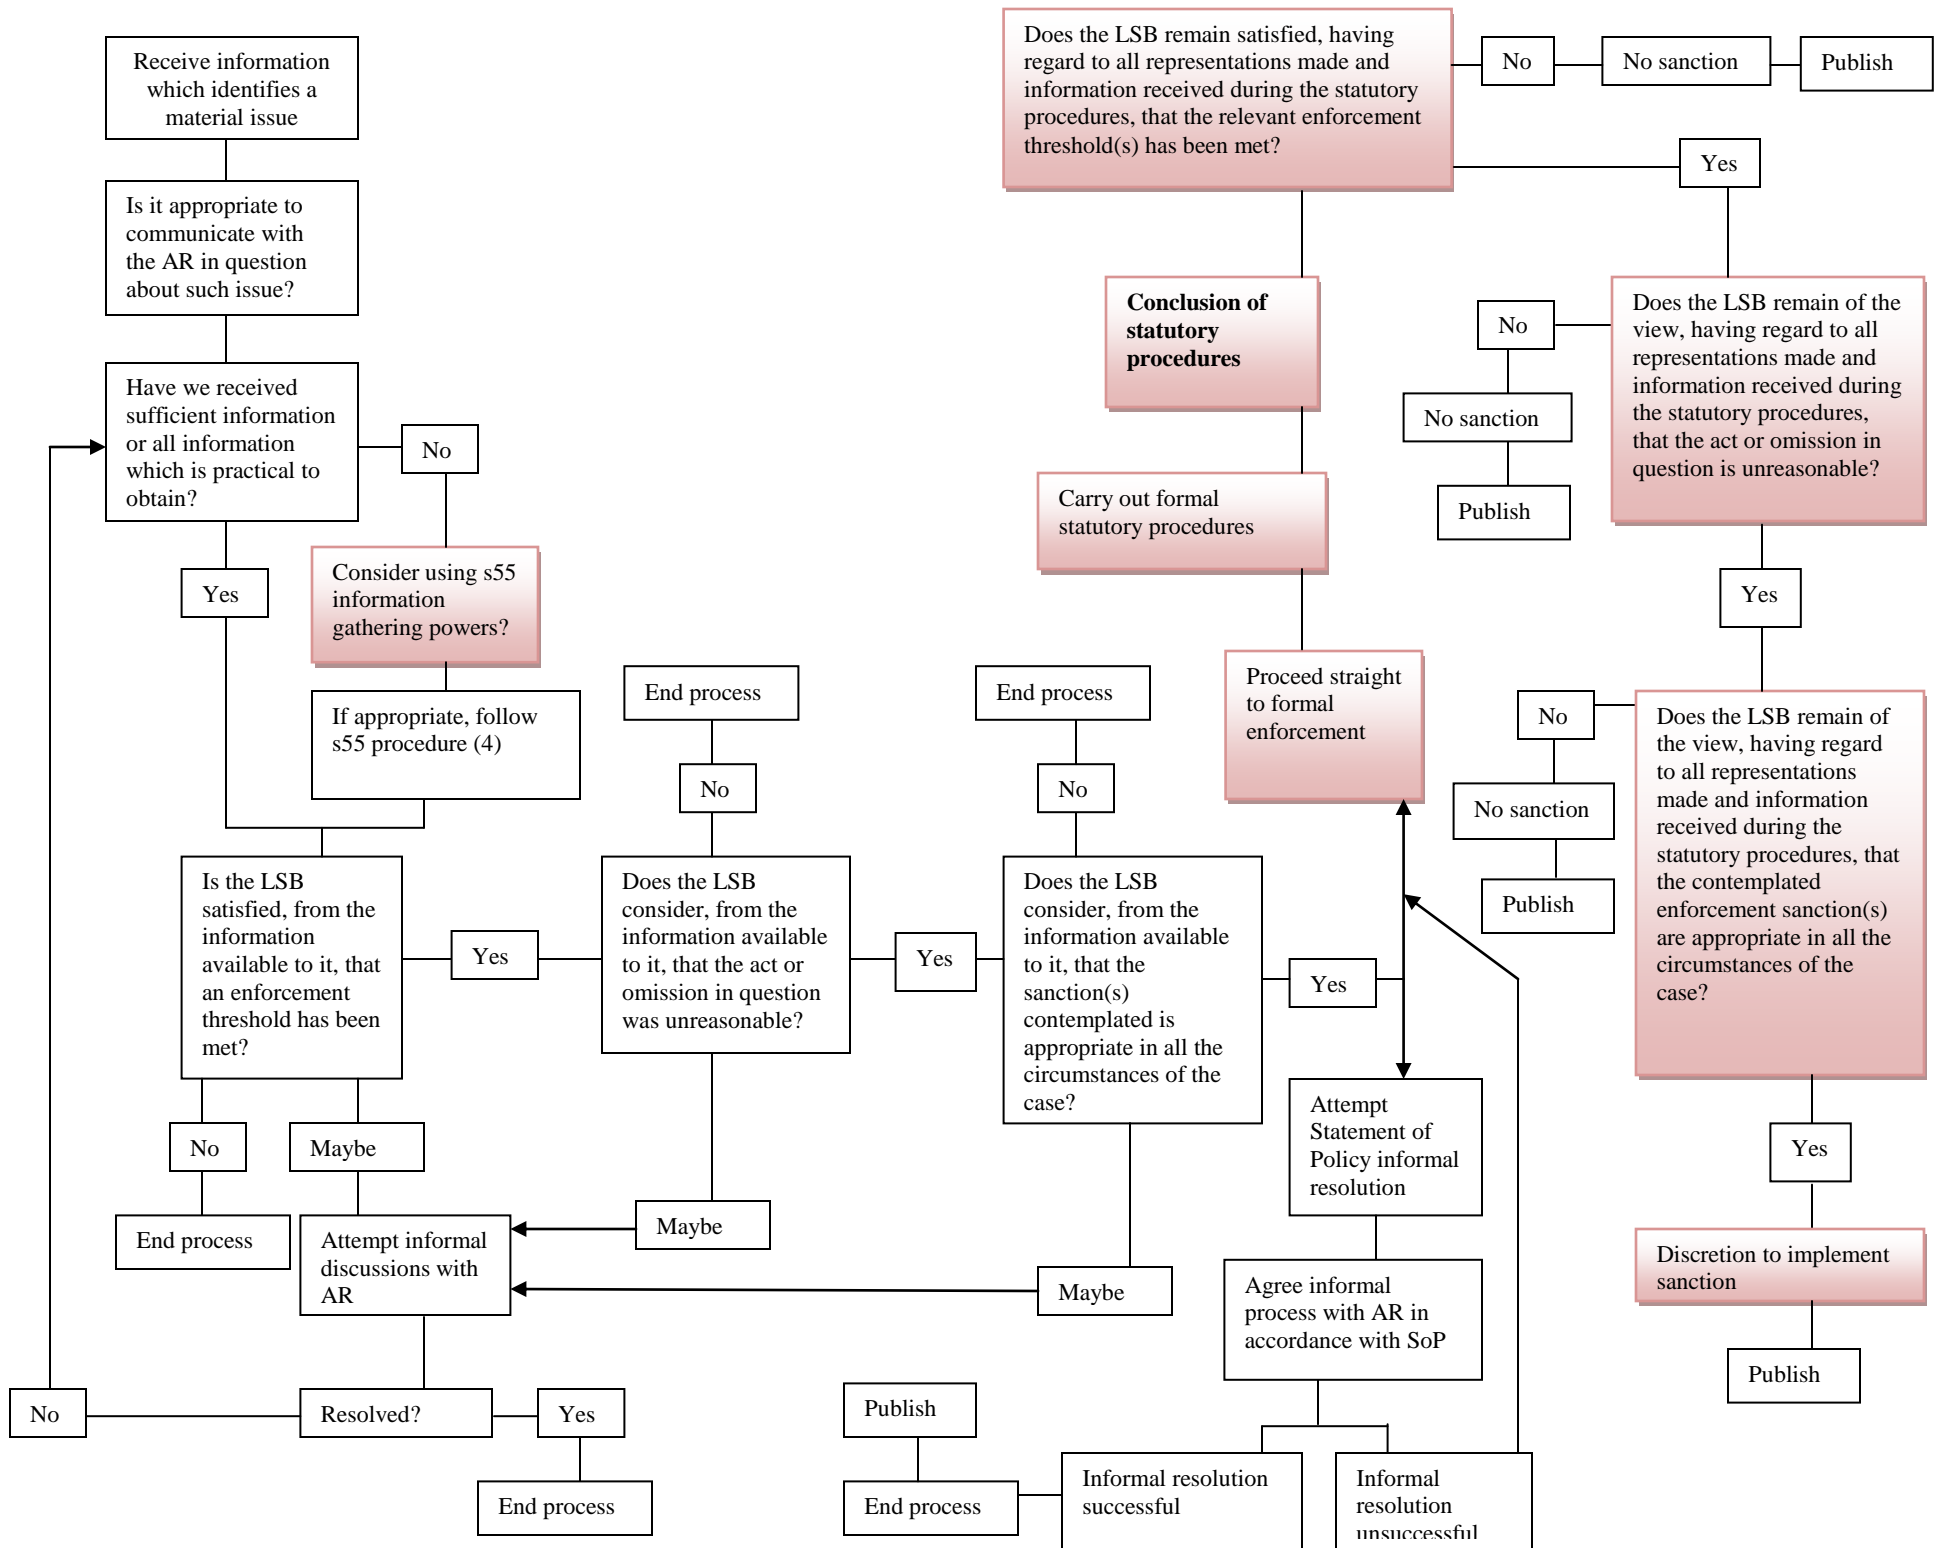 Receive information
which identifies a
material issue
Is it appropriate to
communicate with
the AR in question
about such issue?
Have we received
sufficient information
or all information
which is practical to
obtain?
No
Yes
Consider using s55
information
gathering powers?
If appropriate, follow
s55 procedure (4)
Is the LSB
satisfied, from the
information
available to it, that
an enforcement
threshold has been
met?
No
End process
Maybe
Attempt informal
discussions with
AR
Resolved?
No
Yes
End process
Yes
End process
No
Does the LSB
consider, from the
information available
to it, that the act or
omission in question
was unreasonable?
Maybe
Yes
End process
No
Does the LSB
consider, from the
information available
to it, that the
sanction(s)
contemplated is
appropriate in all the
circumstances of the
case?
Maybe
Yes
Attempt
Statement of
Policy informal
resolution
Agree informal
process with AR in
accordance with SoP
Informal resolution
successful
End process
Publish
Informal
resolution
unsuccessful
Proceed straight
to formal
enforcement
Carry out formal
statutory procedures
Conclusion of
statutory
procedures
Does the LSB remain satisfied, having
regard to all representations made and
information received during the statutory
procedures, that the relevant enforcement
threshold(s) has been met?
No
No sanction
Publish
Yes
Does the LSB remain of the
view, having regard to all
representations made and
information received during
the statutory procedures,
that the act or omission in
question is unreasonable?
No
No sanction
Publish
Yes
Does the LSB remain of
the view, having regard
to all representations
made and information
received during the
statutory procedures, that
the contemplated
enforcement sanction(s)
are appropriate in all the
circumstances of the
case?
No
No sanction
Publish
Yes
Discretion to implement
sanction
Publish